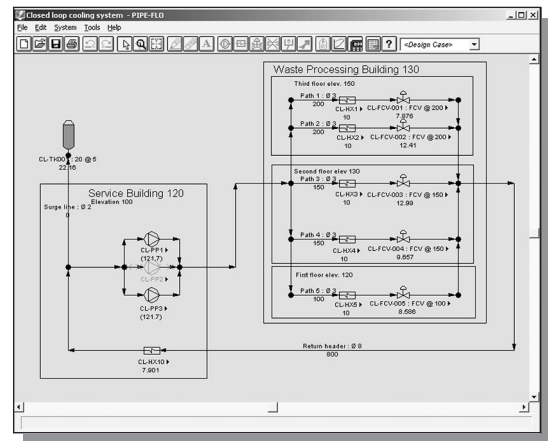 Closed loop cooling system - PIPE-FLO
File Edit System Tools Help
<Design Case>
Waste Processing Building 130
Third floor elev. 150
Path 1 : Ø 3
200
CL-HX1
10
CL-FCV-001 : FCV @ 200
7.876
Path 2 : Ø 3
200
CL-HX2
10
CL-FCV-002 : FCV @ 200
12.41
Second floor elev 130
Path 3 : Ø 3
150
CL-HX3
10
CL-FCV-003 : FCV @ 150
12.99
Path 4 : Ø 3
150
CL-HX4
10
CL-FCV-004 : FCV @ 150
9.657
First floor elev. 120
Path 5 : Ø 3
100
CL-HX5
10
CL-FCV-005 : FCV @ 100
8.586
CL-TK001 : 20 @ 5
22.16
Service Building 120
Elevation 100
Surge line : Ø 2
0
CL-PP1
(121.7)
CL-PP2
CL-PP3
(121.7)
Return header : Ø 8
800
CL-HX10
7.901